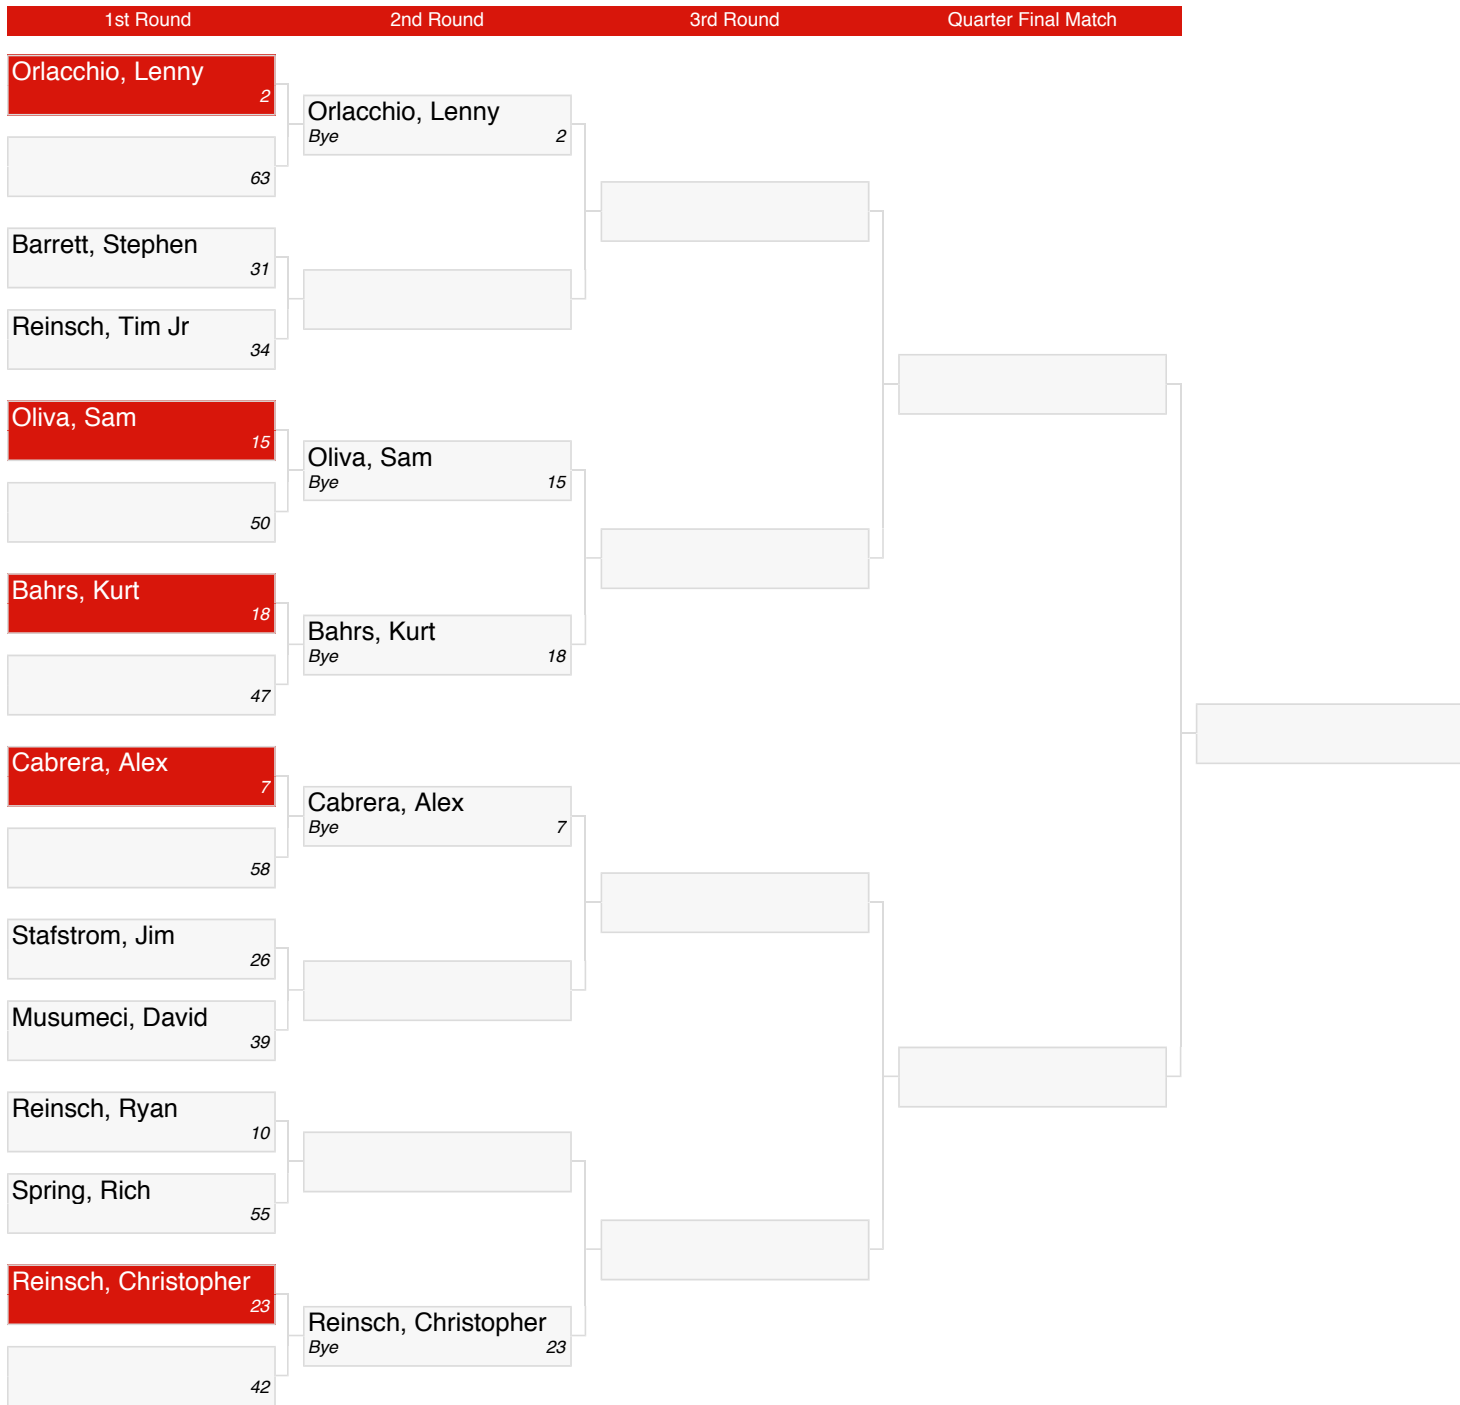 1st Round 2nd Round 3rd Round Quarter Final Match
Orlacchio, Lenny
2
Orlacchio, Lenny
Bye 2
63
Barrett, Stephen
31
Reinsch, Tim Jr
34
Oliva, Sam
15
Oliva, Sam
Bye 15
50
Bahrs, Kurt
18
Bahrs, Kurt
Bye 18
47
Cabrera, Alex
7
Cabrera, Alex
Bye 7
58
Stafstrom, Jim
26
Musumeci, David
39
Reinsch, Ryan
10
Spring, Rich
55
Reinsch, Christopher
23
Reinsch, Christopher
Bye 23
42